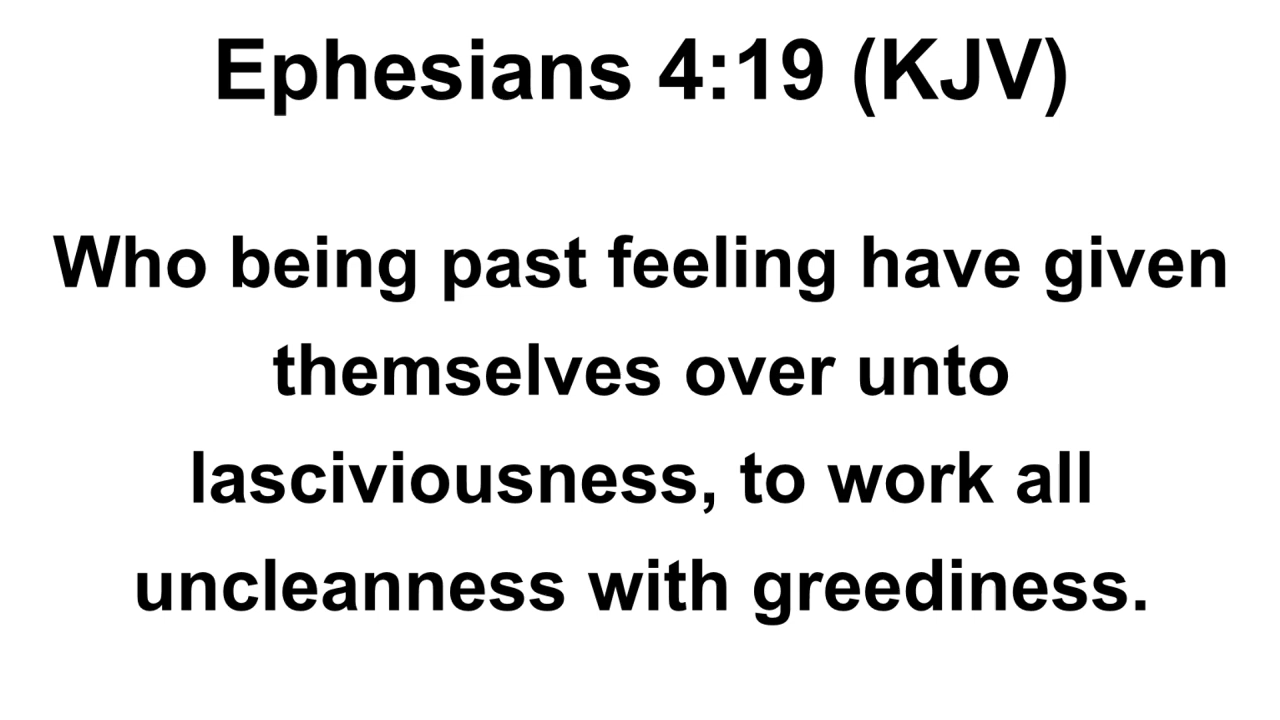 Ephesians 4:19 (KJV)
Who being past feeling have given
themselves over unto
lasciviousness, to work all
uncleanness with greediness.